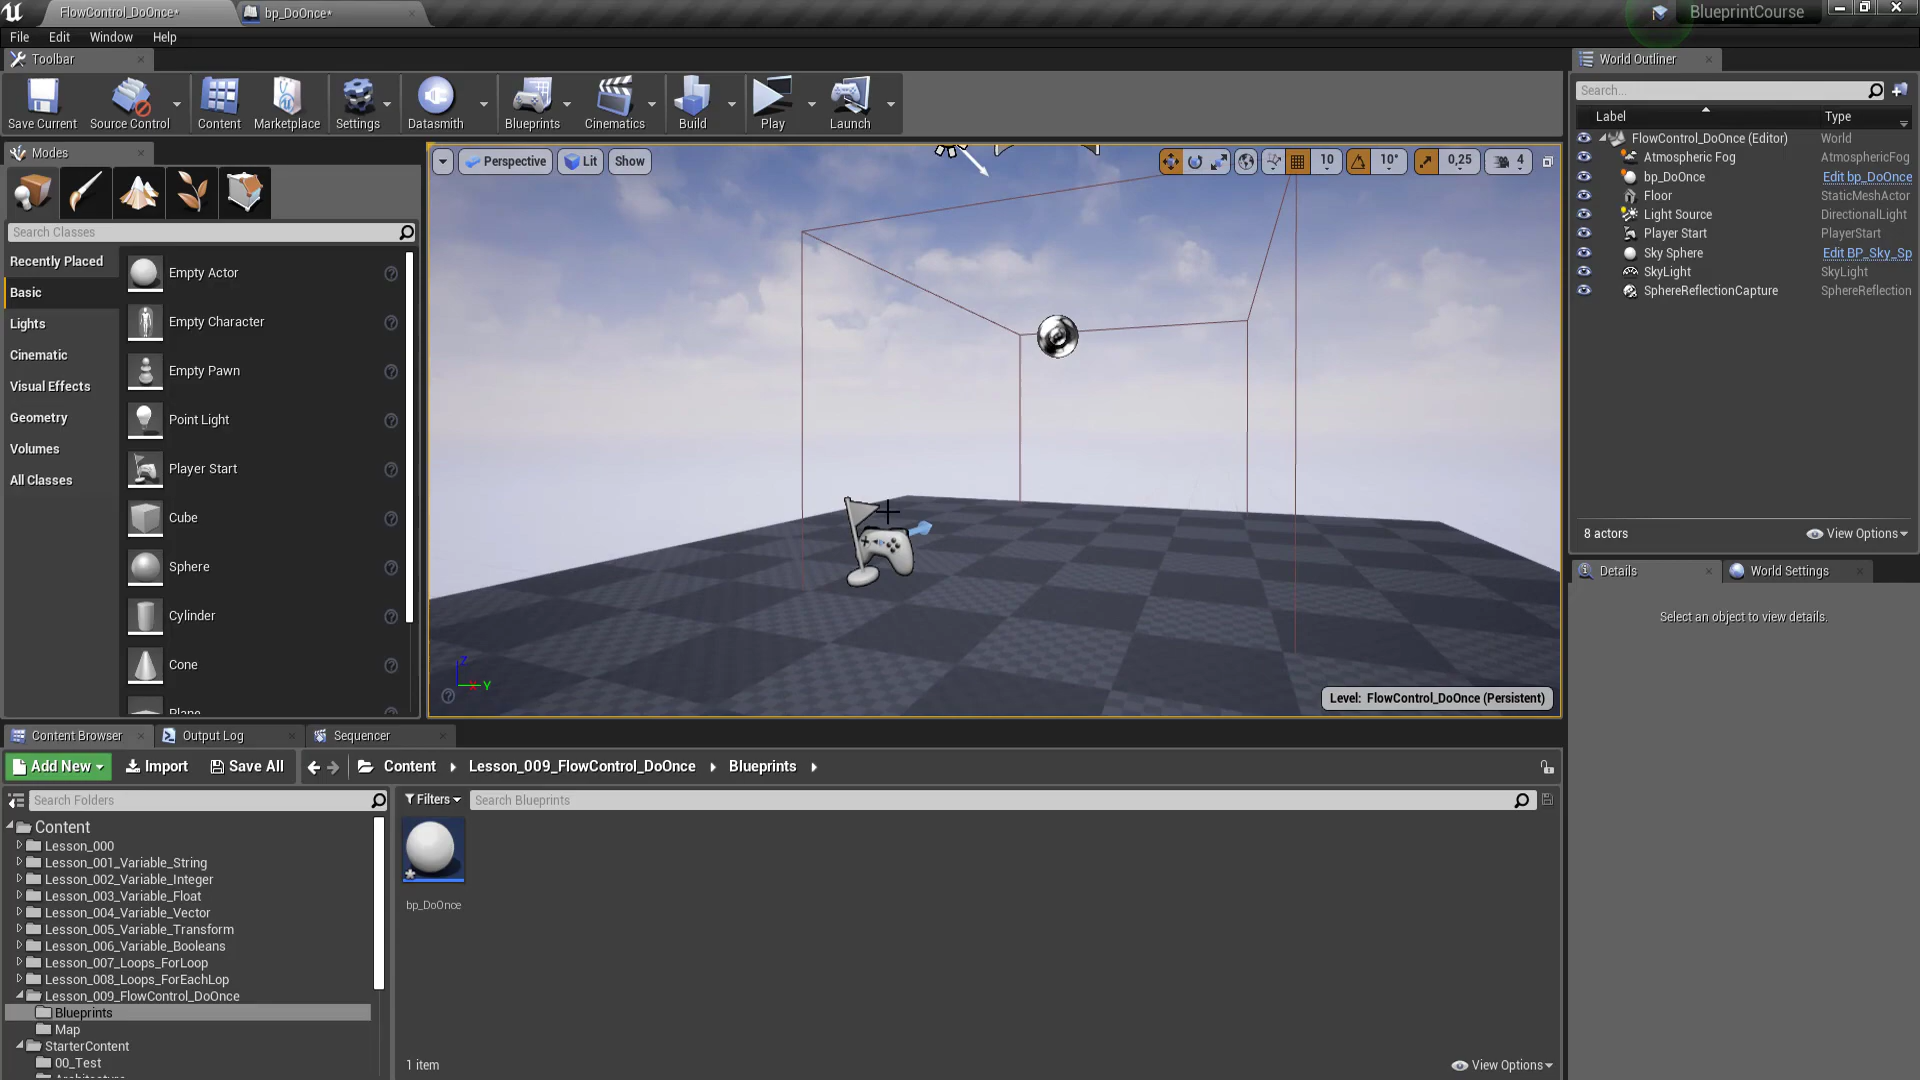 FlowControl_DoOnce*
bp_DoOnce*
BlueprintCourse
File Edit Window Help
Toolbar
Save Current
Source Control
Content
Marketplace
Settings
Datasmith
Blueprints
Cinematics
Build
Play
Launch
Modes
Search Classes
Recently Placed
Basic
Lights
Cinematic
Visual Effects
Geometry
Volumes
All Classes
Empty Actor
Empty Character
Empty Pawn
Point Light
Player Start
Cube
Sphere
Cylinder
Cone
Plane
Perspective Lit Show
10 10° 0,25 4
Z
X Y
Level: FlowControl_DoOnce (Persistent)
World Outliner
Search...
Label Type
FlowControl_DoOnce (Editor) World
Atmospheric Fog AtmosphericFog
bp_DoOnce Edit bp_DoOnce
Floor StaticMeshActor
Light Source DirectionalLight
Player Start PlayerStart
Sky Sphere Edit BP_Sky_Sp
SkyLight SkyLight
SphereReflectionCapture SphereReflection
8 actors View Options
Details World Settings
Select an object to view details.
Content Browser Output Log Sequencer
Add New Import Save All Content Lesson_009_FlowControl_DoOnce Blueprints
Search Folders
Filters Search Blueprints
Content
Lesson_000
Lesson_001_Variable_String
Lesson_002_Variable_Integer
Lesson_003_Variable_Float
Lesson_004_Variable_Vector
Lesson_005_Variable_Transform
Lesson_006_Variable_Booleans
Lesson_007_Loops_ForLoop
Lesson_008_Loops_ForEachLop
Lesson_009_FlowControl_DoOnce
Blueprints
Map
StarterContent
00_Test
bp_DoOnce
1 item View Options